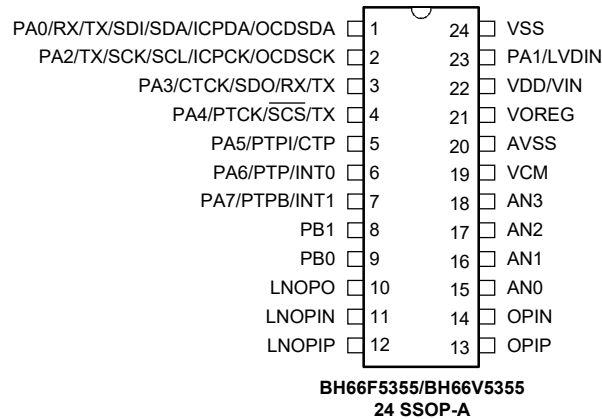 PA0/RX/TX/SDI/SDA/ICPDA/OCDSDA 1 24 VSS
PA2/TX/SCK/SCL/ICPCK/OCDSCK 2 23 PA1/LVDIN
PA3/CTCK/SDO/RX/TX 3 22 VDD/VIN
PA4/PTCK/S̅C̅S̅/TX 4 21 VOREG
PA5/PTPI/CTP 5 20 AVSS
PA6/PTP/INT0 6 19 VCM
PA7/PTPB/INT1 7 18 AN3
PB1 8 17 AN2
PB0 9 16 AN1
LNOPO 10 15 AN0
LNOPIN 11 14 OPIN
LNOPIP 12 13 OPIP
BH66F5355/BH66V5355
24 SSOP-A